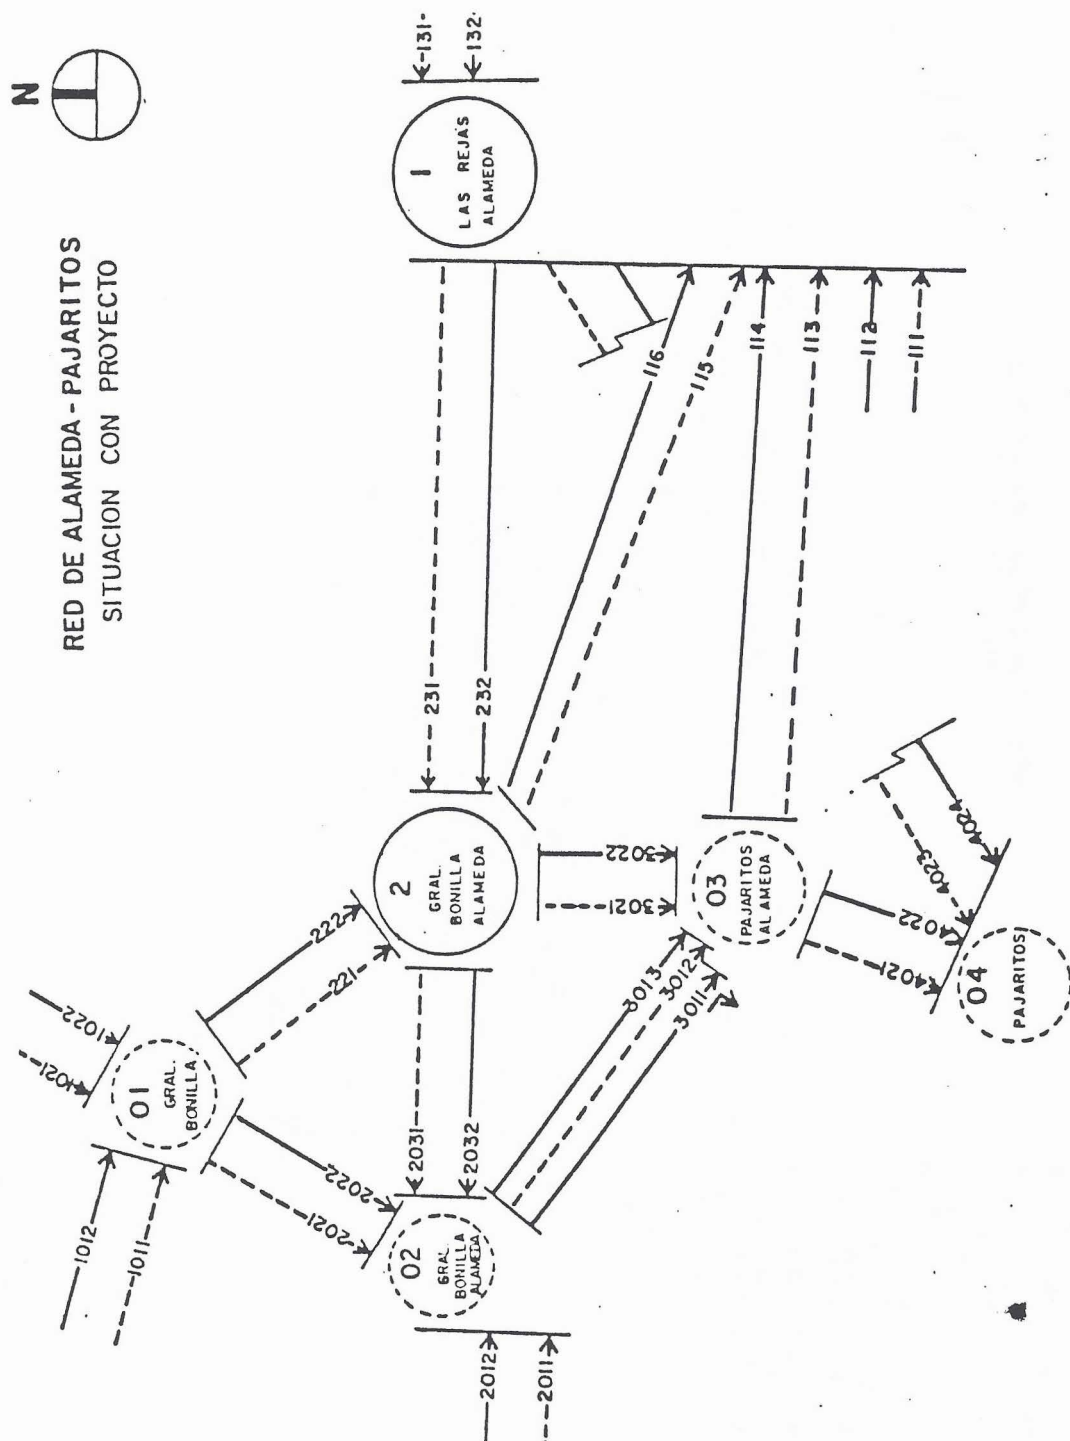 N
RED DE ALAMEDA - PAJARITOS
SITUACION CON PROYECTO
131
132
1
LAS REJAS
ALAMEDA
116
115
114
113
112
111
231
232
2
GRAL.
BONILLA
ALAMEDA
222
221
1022
1021
01
GRAL.
BONILLA
1012
1011
2022
2021
2031
2032
02
GRAL.
BONILLA
ALAMEDA
2012
2011
3022
3021
3013
3012
3011
03
PAJARITOS
ALAMEDA
4024
4023
4022
4021
04
PAJARITOS